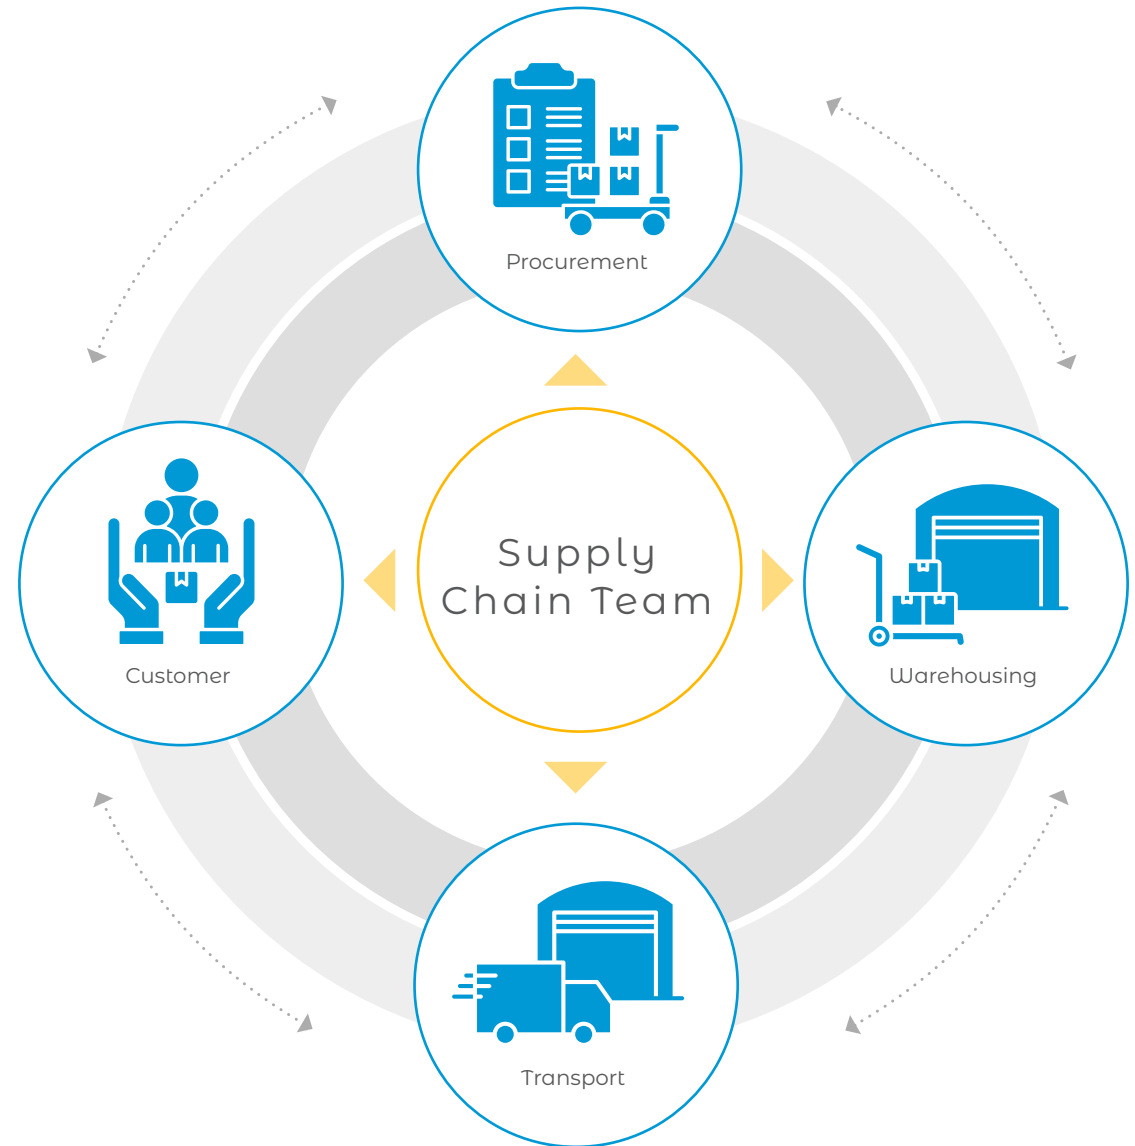 Procurement
Supply
Chain Team
Customer
Warehousing
Transport